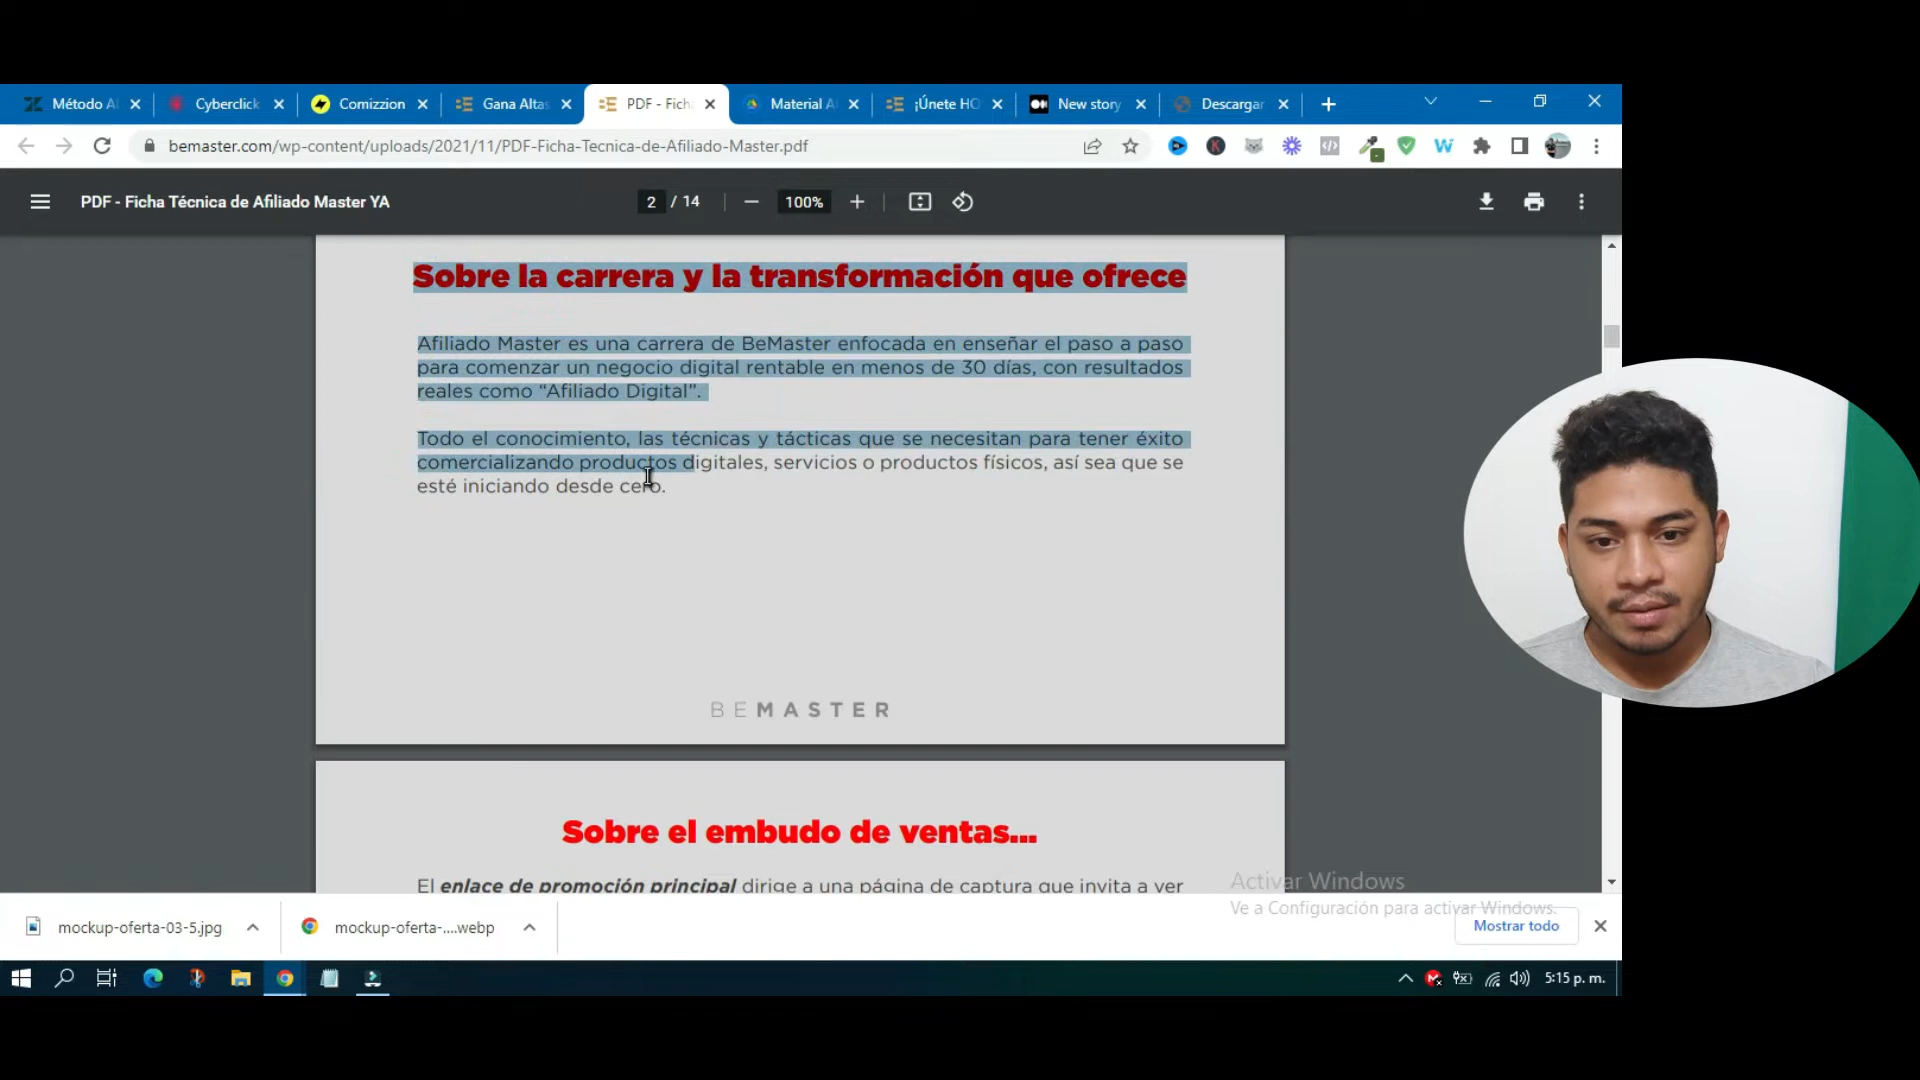 Método A
Cyberclick
Comizzion
Gana Altas
PDF - Fich
Material A
¡Únete HO
New story
Descargar
bemaster.com/wp-content/uploads/2021/11/PDF-Ficha-Tecnica-de-Afiliado-Master.pdf
PDF - Ficha Técnica de Afiliado Master YA
2 / 14
100%
Sobre la carrera y la transformación que ofrece
Afiliado Master es una carrera de BeMaster enfocada en enseñar el paso a paso
para comenzar un negocio digital rentable en menos de 30 días, con resultados
reales como “Afiliado Digital”.
Todo el conocimiento, las técnicas y tácticas que se necesitan para tener éxito
comercializando productos digitales, servicios o productos físicos, así sea que se
esté iniciando desde cero.
BEMASTER
Sobre el embudo de ventas...
El enlace de promoción principal dirige a una página de captura que invita a ver
Activar Windows
Ve a Configuración para activar Windows.
mockup-oferta-03-5.jpg
mockup-oferta-....webp
Mostrar todo
5:15 p. m.